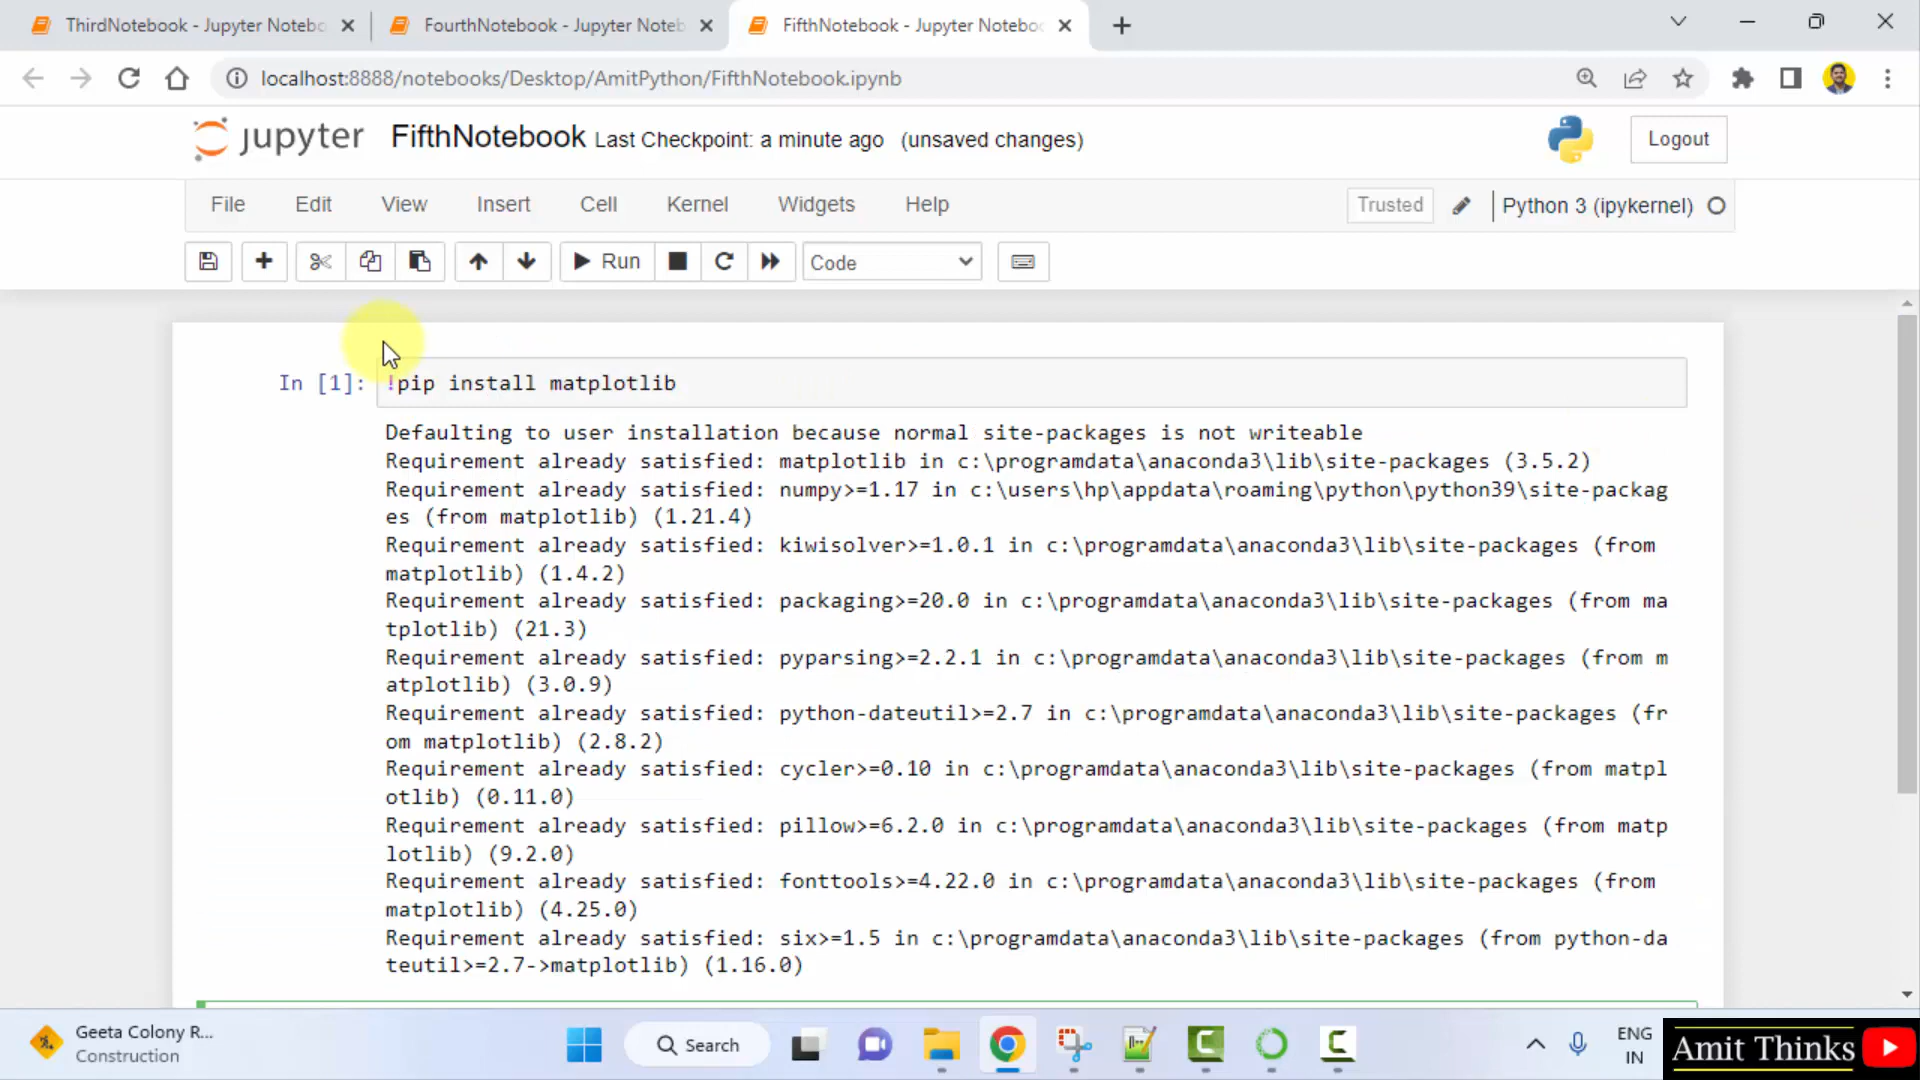 ThirdNotebook - Jupyter Notebo
FourthNotebook - Jupyter Noteb
FifthNotebook - Jupyter Notebo
localhost:8888/notebooks/Desktop/AmitPython/FifthNotebook.ipynb
jupyter FifthNotebook Last Checkpoint: a minute ago (unsaved changes)
Logout
File Edit View Insert Cell Kernel Widgets Help Trusted Python 3 (ipykernel)
Run Code
In [1]: !pip install matplotlib
Defaulting to user installation because normal site-packages is not writeable
Requirement already satisfied: matplotlib in c:\programdata\anaconda3\lib\site-packages (3.5.2)
Requirement already satisfied: numpy>=1.17 in c:\users\hp\appdata\roaming\python\python39\site-packag
es (from matplotlib) (1.21.4)
Requirement already satisfied: kiwisolver>=1.0.1 in c:\programdata\anaconda3\lib\site-packages (from
matplotlib) (1.4.2)
Requirement already satisfied: packaging>=20.0 in c:\programdata\anaconda3\lib\site-packages (from ma
tplotlib) (21.3)
Requirement already satisfied: pyparsing>=2.2.1 in c:\programdata\anaconda3\lib\site-packages (from m
atplotlib) (3.0.9)
Requirement already satisfied: python-dateutil>=2.7 in c:\programdata\anaconda3\lib\site-packages (fr
om matplotlib) (2.8.2)
Requirement already satisfied: cycler>=0.10 in c:\programdata\anaconda3\lib\site-packages (from matpl
otlib) (0.11.0)
Requirement already satisfied: pillow>=6.2.0 in c:\programdata\anaconda3\lib\site-packages (from matp
lotlib) (9.2.0)
Requirement already satisfied: fonttools>=4.22.0 in c:\programdata\anaconda3\lib\site-packages (from
matplotlib) (4.25.0)
Requirement already satisfied: six>=1.5 in c:\programdata\anaconda3\lib\site-packages (from python-da
teutil>=2.7->matplotlib) (1.16.0)
Geeta Colony R...
Construction
Search
ENG
IN
Amit Thinks